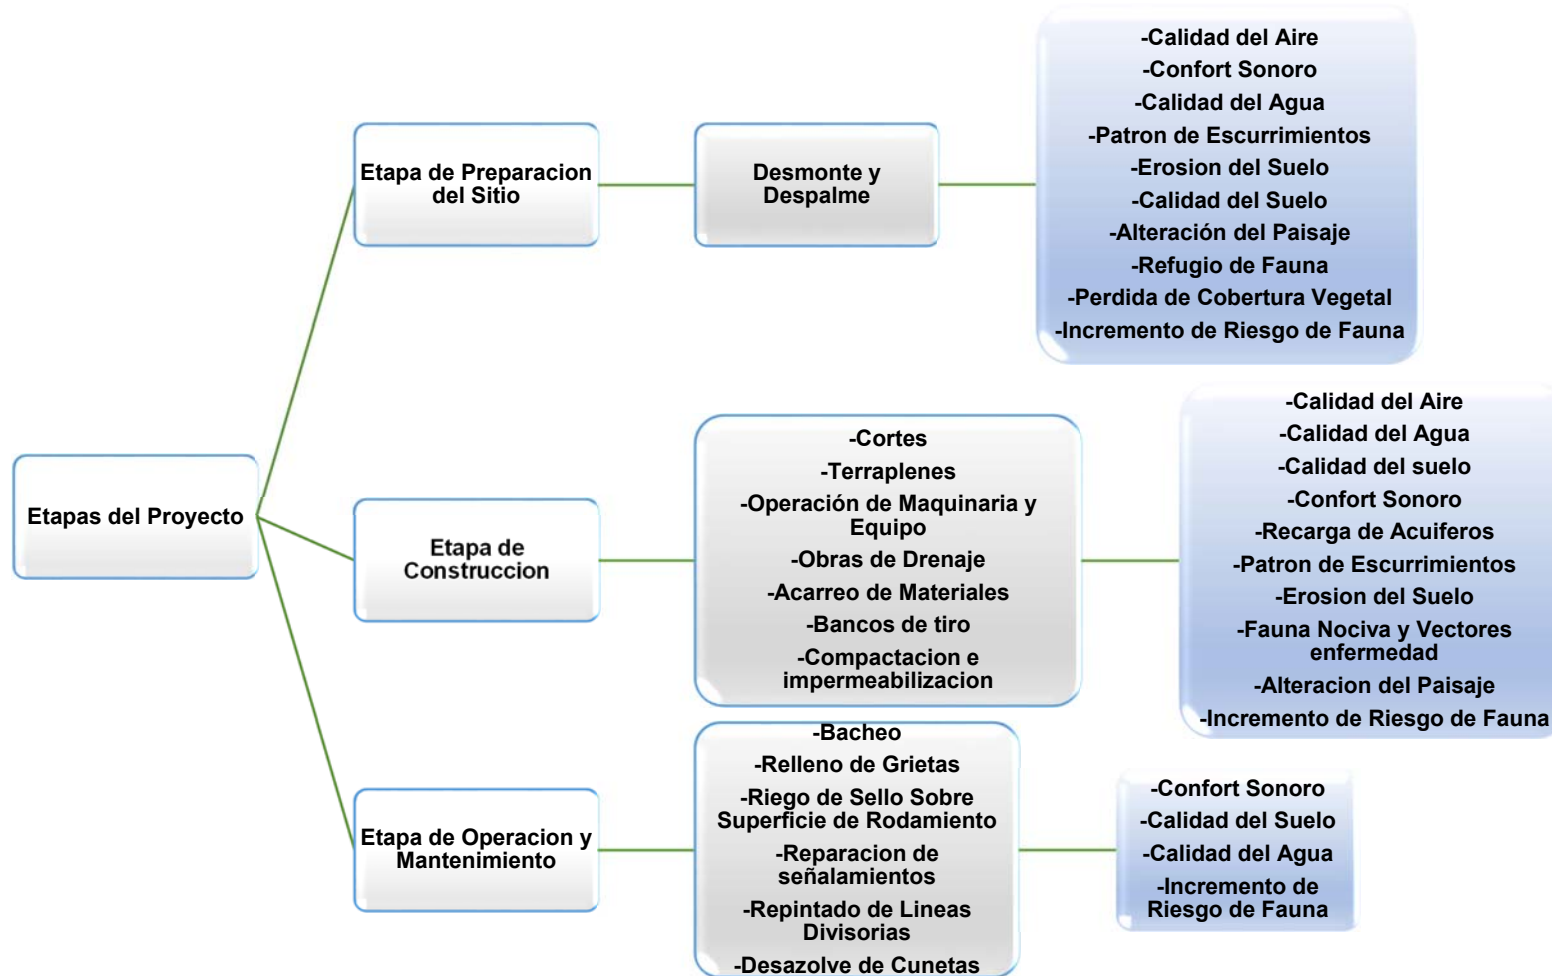 Etapas del Proyecto
Etapa de Preparacion
del Sitio
Desmonte y
Despalme
-Calidad del Aire
-Confort Sonoro
-Calidad del Agua
-Patron de Escurrimientos
-Erosion del Suelo
-Calidad del Suelo
-Alteración del Paisaje
-Refugio de Fauna
-Perdida de Cobertura Vegetal
-Incremento de Riesgo de Fauna
Etapa de
Construccion
-Cortes
-Terraplenes
-Operación de Maquinaria y
Equipo
-Obras de Drenaje
-Acarreo de Materiales
-Bancos de tiro
-Compactacion e
impermeabilizacion
-Calidad del Aire
-Calidad del Agua
-Calidad del suelo
-Confort Sonoro
-Recarga de Acuiferos
-Patron de Escurrimientos
-Erosion del Suelo
-Fauna Nociva y Vectores
enfermedad
-Alteracion del Paisaje
-Incremento de Riesgo de Fauna
Etapa de Operacion y
Mantenimiento
-Bacheo
-Relleno de Grietas
-Riego de Sello Sobre
Superficie de Rodamiento
-Reparacion de
señalamientos
-Repintado de Lineas
Divisorias
-Desazolve de Cunetas
-Confort Sonoro
-Calidad del Suelo
-Calidad del Agua
-Incremento de
Riesgo de Fauna